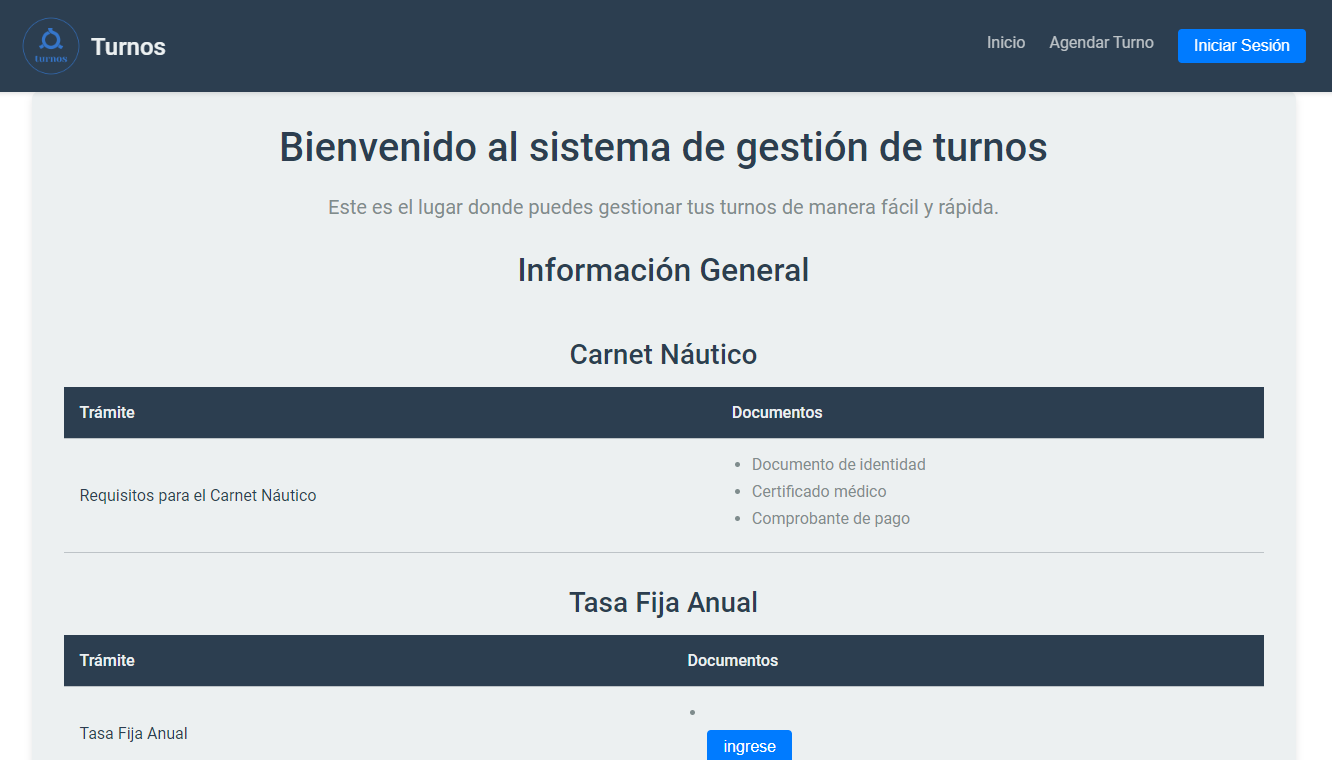 turnos
Turnos
Inicio
Agendar Turno
Iniciar Sesión
Bienvenido al sistema de gestión de turnos
Este es el lugar donde puedes gestionar tus turnos de manera fácil y rápida.
Información General
Carnet Náutico
Trámite
Documentos
Requisitos para el Carnet Náutico
Documento de identidad
Certificado médico
Comprobante de pago
Tasa Fija Anual
Trámite
Documentos
Tasa Fija Anual
ingrese